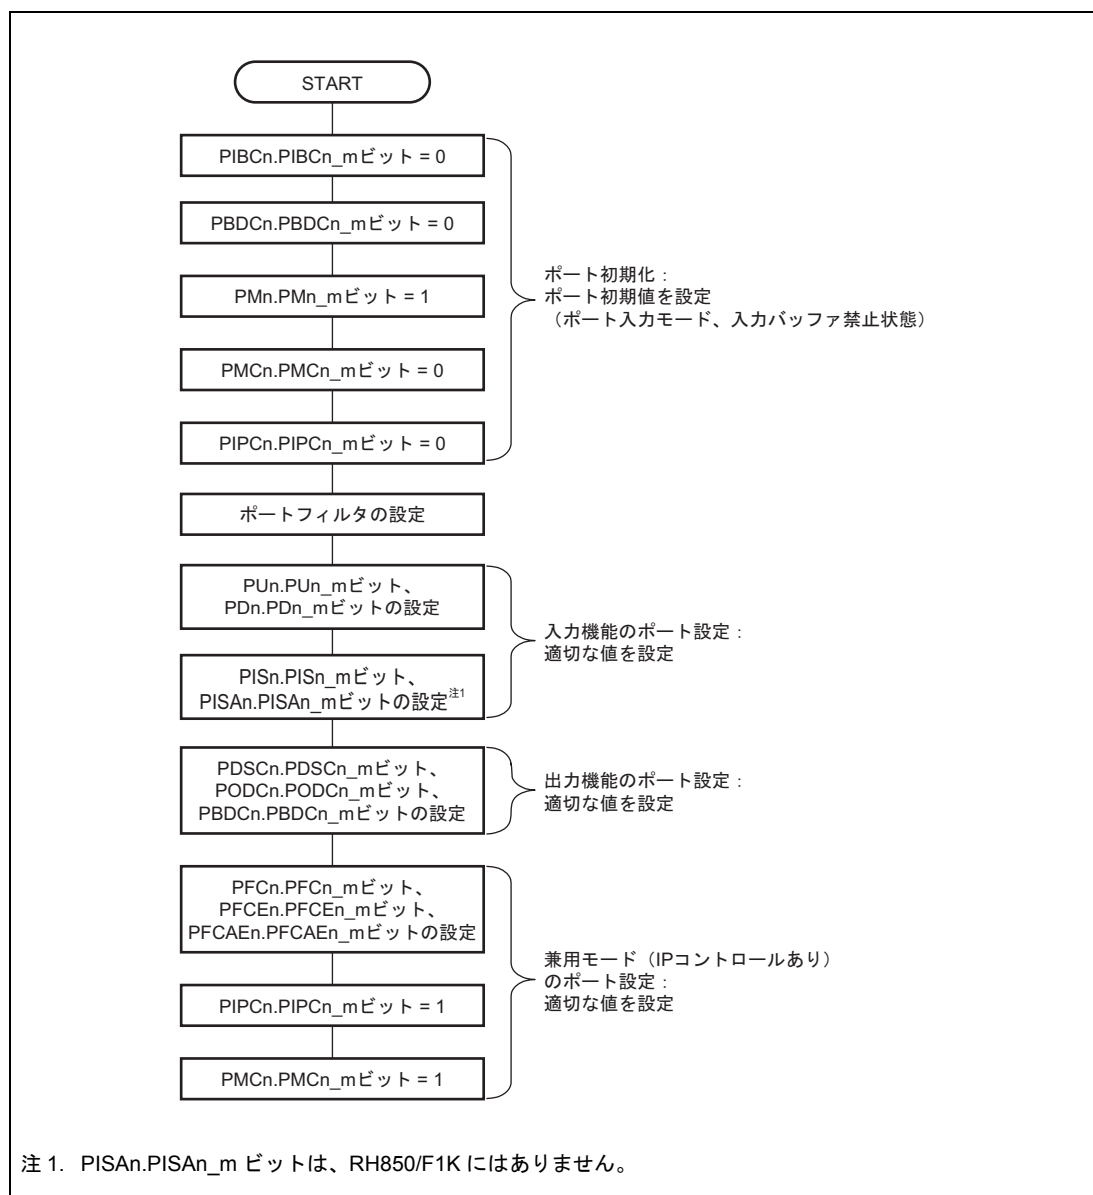 START
PIBCn.PIBCn_mビット = 0
PBDCn.PBDCn_mビット = 0
PMn.PMn_mビット = 1
PMCn.PMCn_mビット = 0
PIPCn.PIPCn_mビット = 0
ポート初期化：
ポート初期値を設定
（ポート入力モード、入力バッファ禁止状態）
ポートフィルタの設定
PUn.PUn_mビット、
PDn.PDn_mビットの設定
PISn.PISn_mビット、
PISAn.PISAn_mビットの設定注1
入力機能のポート設定：
適切な値を設定
PDSCn.PDSCn_mビット、
PODCn.PODCn_mビット、
PBDCn.PBDCn_mビットの設定
出力機能のポート設定：
適切な値を設定
PFCn.PFCn_mビット、
PFCEn.PFCEn_mビット、
PFCAEn.PFCAEn_mビットの設定
PIPCn.PIPCn_mビット = 1
PMCn.PMCn_mビット = 1
兼用モード（IPコントロールあり）
のポート設定：
適切な値を設定
注 1. PISAn.PISAn_m ビットは、RH850/F1K にはありません。